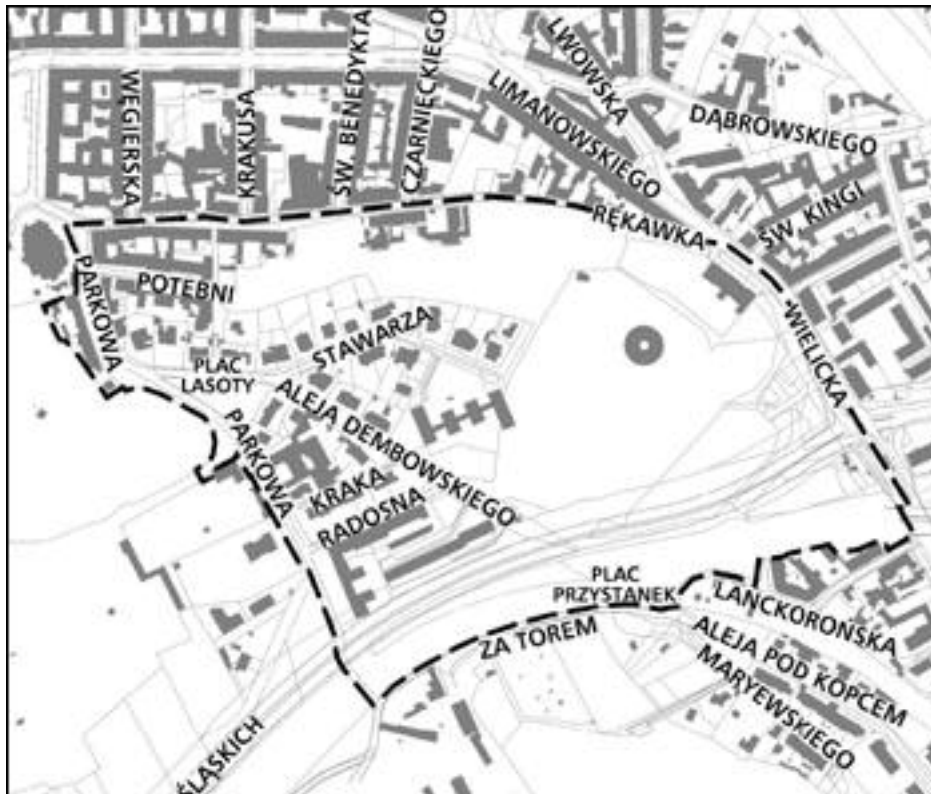 WĘGIERSKA
KRAKUSA
ŚW. BENEDYKTA
CZARNIECKIEGO
LIMANOWSKIEGO
LWOWSKA
DĄBROWSKIEGO
RĘKAWKA
ŚW. KINGI
WIELICKA
PARKOWA
POTEBNI
PLAC
LASOTY
STAWARZA
ALEJA DEMBOWSKIEGO
PARKOWA
KRAKA
RADOSNA
PLAC
PRZYSTANEK
ZA TOREM
LANCKOROŃSKA
ALEJA POD KOPCEM
MARYEWSKIEGO
ŚLĄSKICH